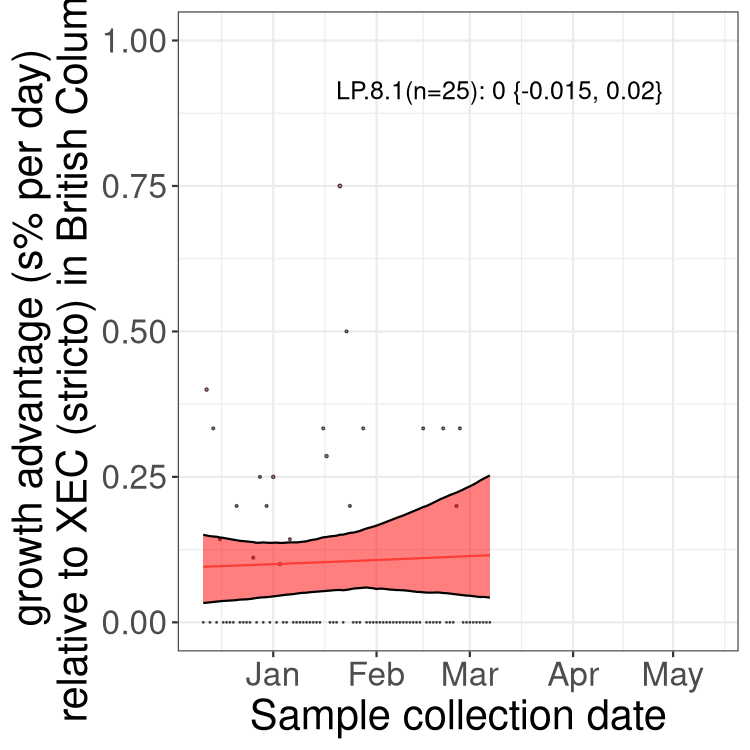 growth advantage (s% per day)
relative to XEC (stricto) in British Colum
1.00
0.75
0.50
0.25
0.00
LP.8.1(n=25): 0 {-0.015, 0.02}
Jan Feb Mar Apr May
Sample collection date